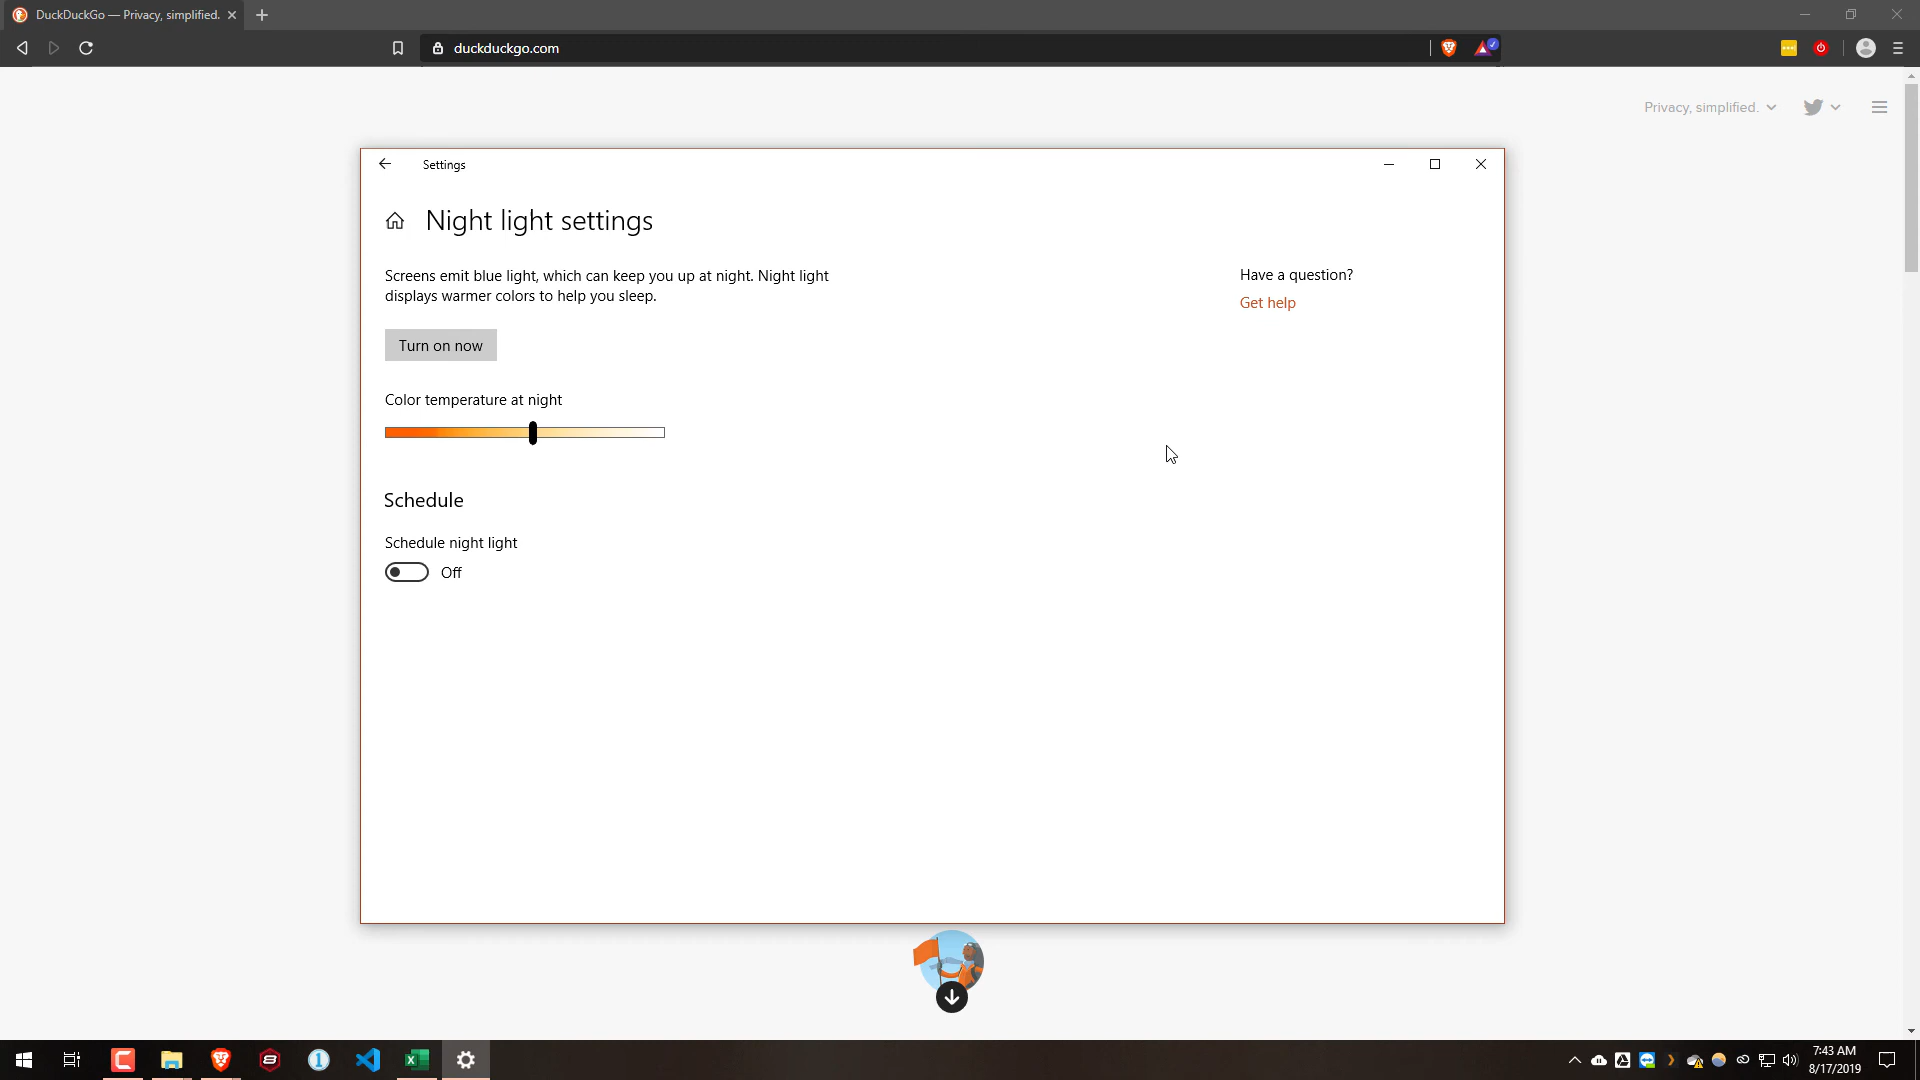 DuckDuckGo — Privacy, simplified.
duckduckgo.com
Privacy, simplified.
Settings
Night light settings
Screens emit blue light, which can keep you up at night. Night light
displays warmer colors to help you sleep.
Have a question?
Get help
Turn on now
Color temperature at night
Schedule
Schedule night light
Off
7:43 AM
8/17/2019